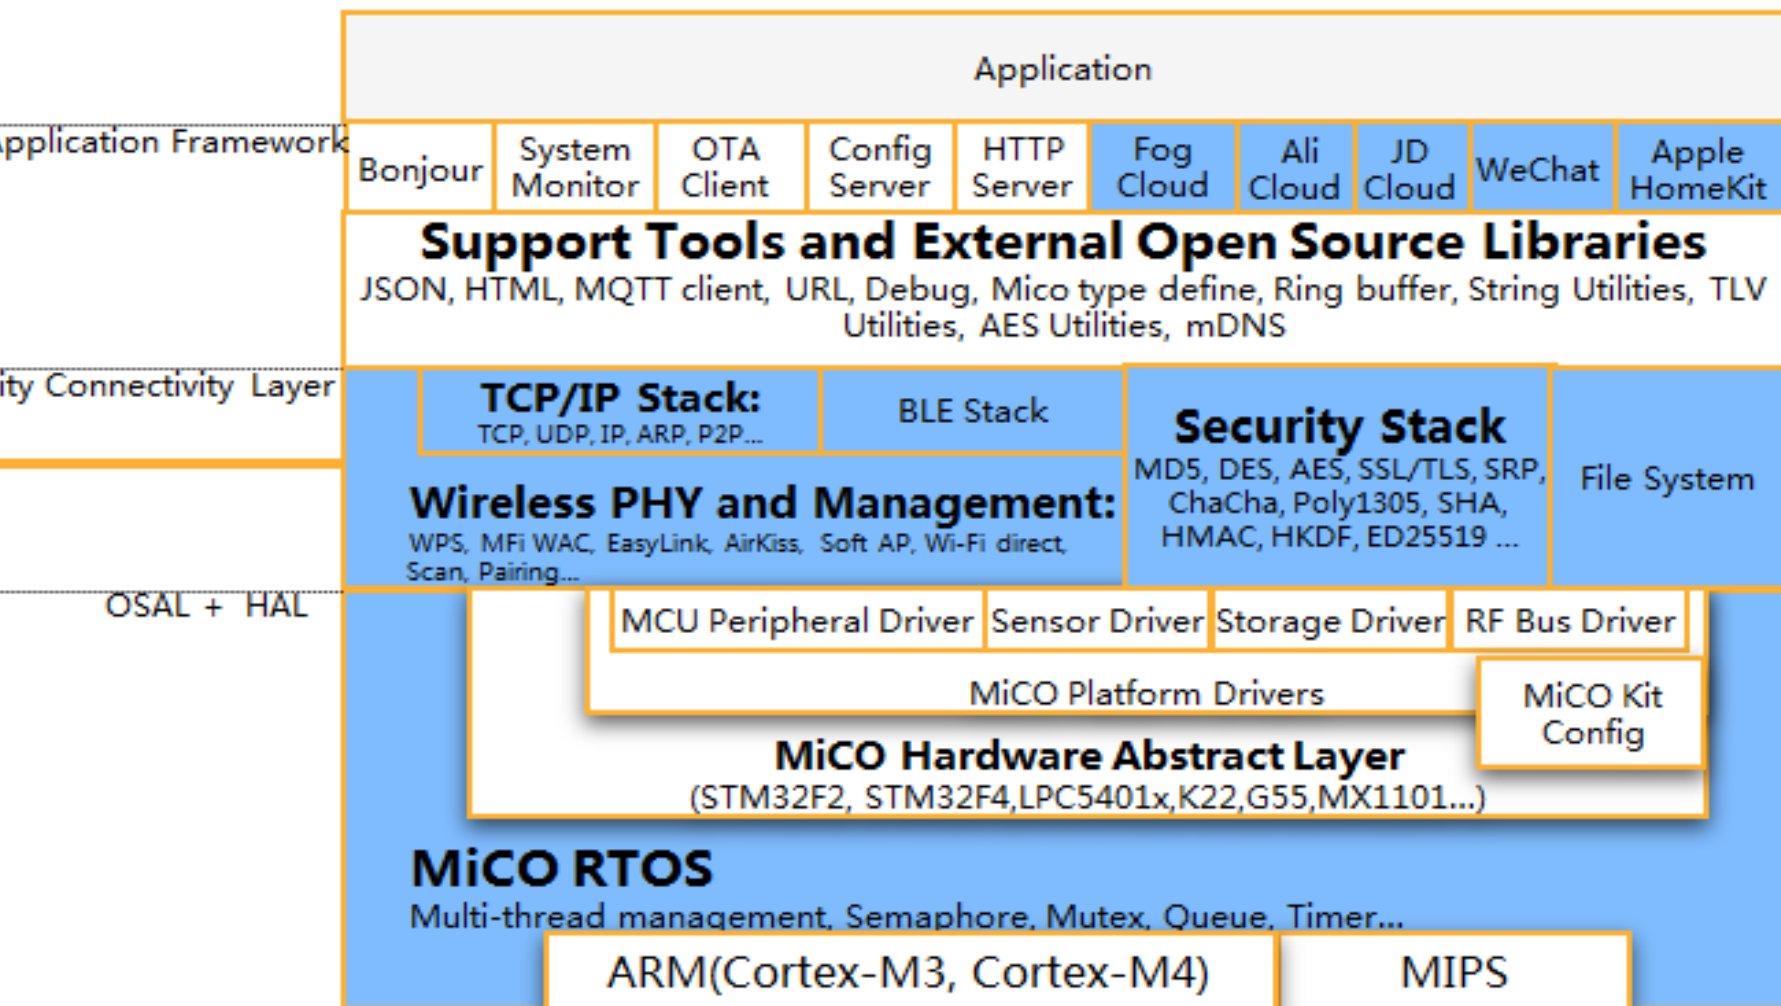 Application
Application Framework
Bonjour
System
Monitor
OTA
Client
Config
Server
HTTP
Server
Fog
Cloud
Ali
Cloud
JD
Cloud
WeChat
Apple
HomeKit
Support Tools and External Open Source Libraries
JSON, HTML, MQTT client, URL, Debug, Mico type define, Ring buffer, String Utilities, TLV
Utilities, AES Utilities, mDNS
Connectivity Layer
TCP/IP Stack:
TCP, UDP, IP, ARP, P2P...
BLE Stack
Security Stack
MD5, DES, AES, SSL/TLS, SRP,
ChaCha, Poly1305, SHA,
HMAC, HKDF, ED25519 ...
File System
Wireless PHY and Management:
WPS, MFi WAC, EasyLink, AirKiss, Soft AP, Wi-Fi direct,
Scan, Pairing...
OSAL + HAL
MCU Peripheral Driver
Sensor Driver
Storage Driver
RF Bus Driver
MiCO Platform Drivers
MiCO Kit
Config
MiCO Hardware Abstract Layer
(STM32F2, STM32F4,LPC5401x,K22,G55,MX1101...)
MiCO RTOS
Multi-thread management, Semaphore, Mutex, Queue, Timer...
ARM(Cortex-M3, Cortex-M4)
MIPS